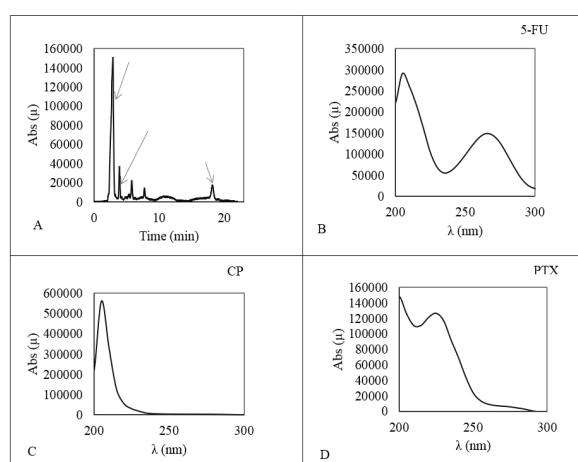 160000
140000
120000
100000
80000
60000
40000
20000
0
Abs (µ)
0 10 20
Time (min)
A
5-FU
350000
300000
250000
200000
150000
100000
50000
0
Abs (µ)
200 250 300
λ (nm)
B
CP
600000
500000
400000
300000
200000
100000
0
Abs (µ)
200 250 300
λ (nm)
C
PTX
160000
140000
120000
100000
80000
60000
40000
20000
0
Abs (µ)
200 250 300
λ (nm)
D